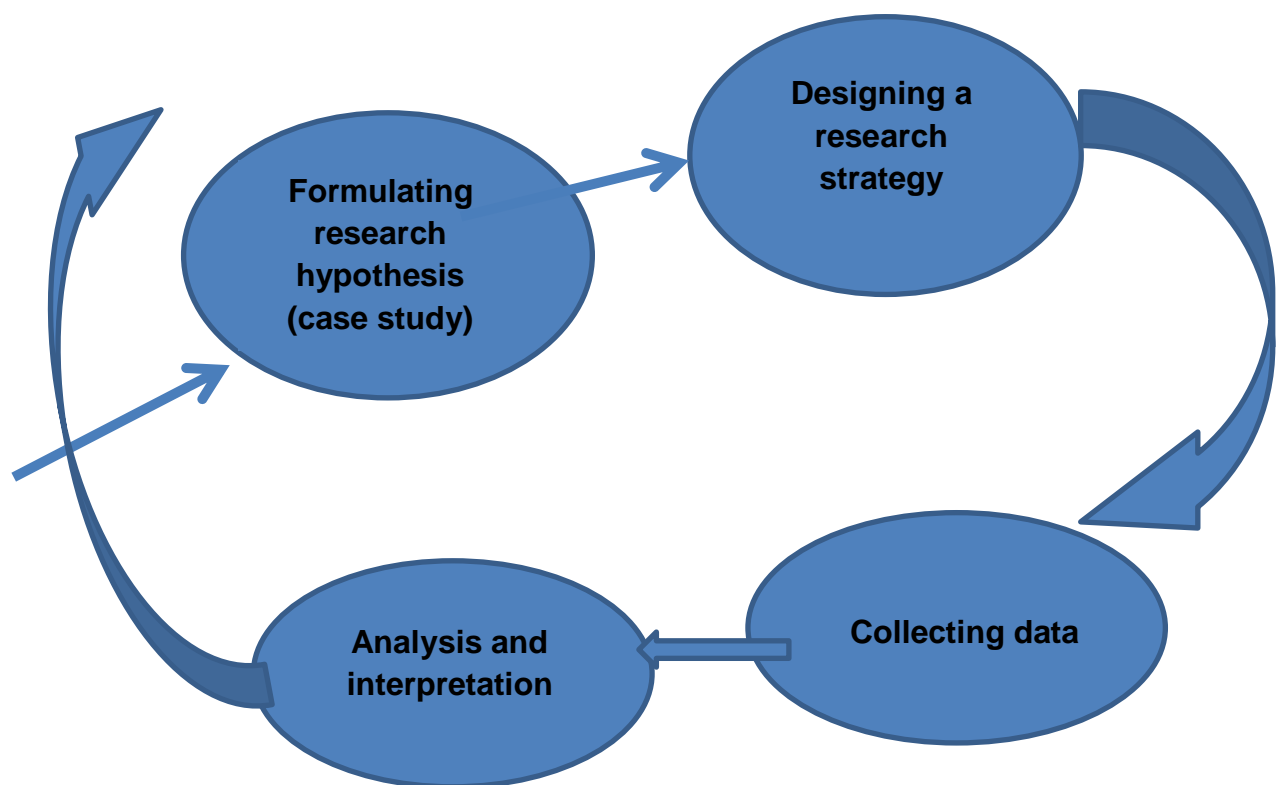 Formulating
research
hypothesis
(case study)
Designing a
research
strategy
Collecting data
Analysis and
interpretation